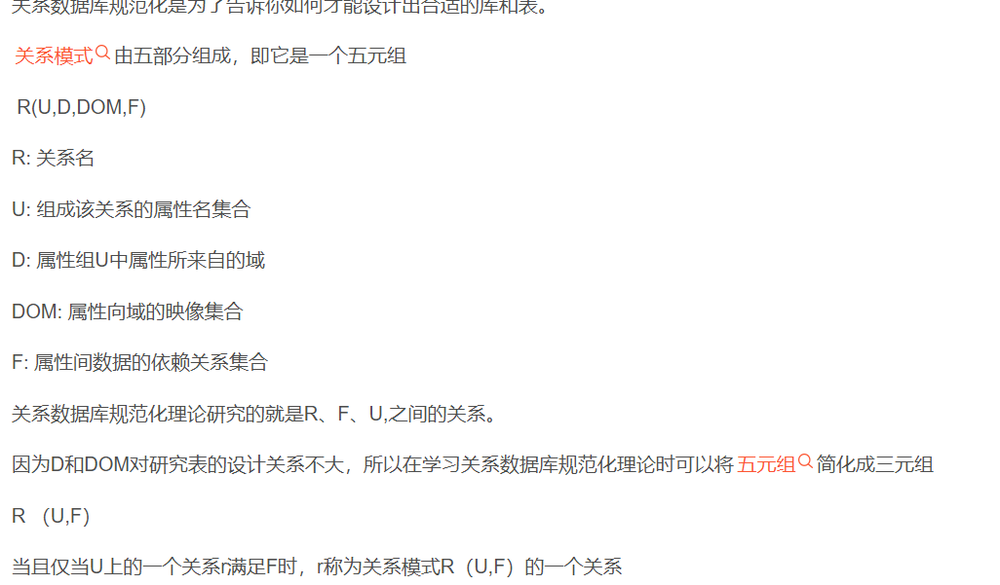 关系数据库规范化是为了告诉你如何才能设计出合适的库和表。
关系模式由五部分组成，即它是一个五元组
R(U,D,DOM,F)
R: 关系名
U: 组成该关系的属性名集合
D: 属性组U中属性所来自的域
DOM: 属性向域的映像集合
F: 属性间数据的依赖关系集合
关系数据库规范化理论研究的就是R、F、U,之间的关系。
因为D和DOM对研究表的设计关系不大，所以在学习关系数据库规范化理论时可以将五元组简化成三元组
R （U,F）
当且仅当U上的一个关系r满足F时，r称为关系模式R（U,F）的一个关系